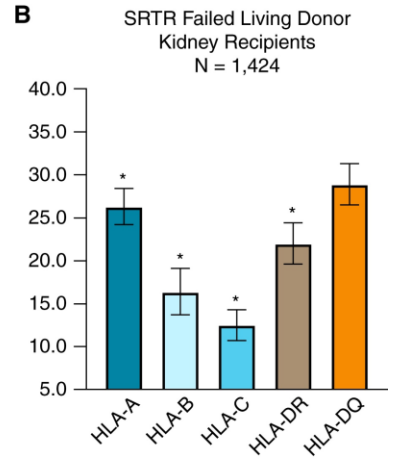 B
SRTR Failed Living Donor
Kidney Recipients
N = 1,424
40.0
35.0
30.0
25.0
20.0
15.0
10.0
5.0
*
*
*
*
HLA-A
HLA-B
HLA-C
HLA-DR
HLA-DQ